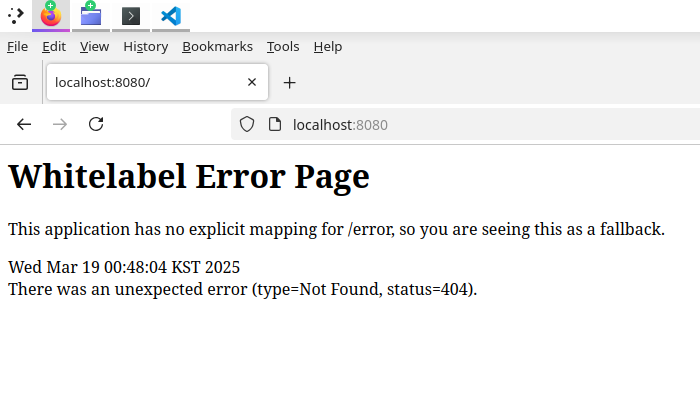 File Edit View History Bookmarks Tools Help
localhost:8080/
localhost:8080
Whitelabel Error Page
This application has no explicit mapping for /error, so you are seeing this as a fallback.
Wed Mar 19 00:48:04 KST 2025
There was an unexpected error (type=Not Found, status=404).